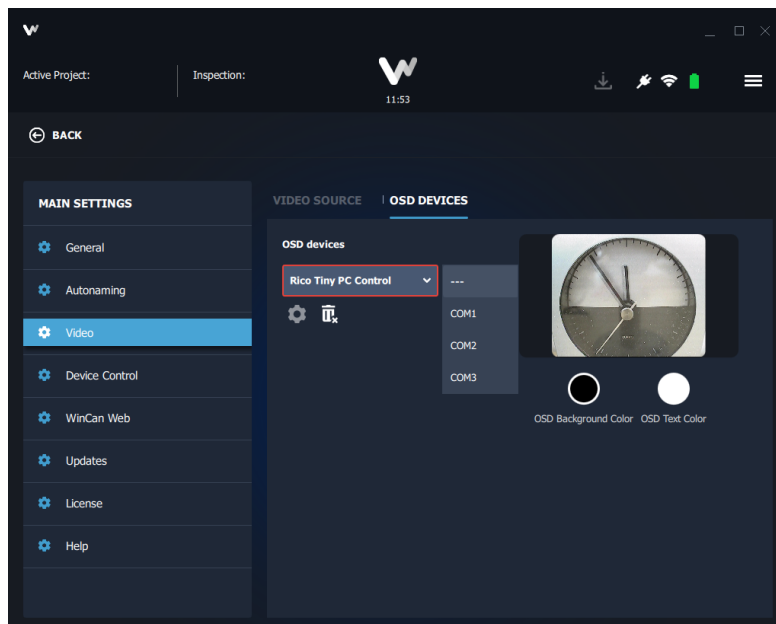 Active Project:
Inspection:
11:53
BACK
MAIN SETTINGS
General
Autonaming
Video
Device Control
WinCan Web
Updates
License
Help
VIDEO SOURCE
OSD DEVICES
OSD devices
Rico Tiny PC Control
---
COM1
COM2
COM3
OSD Background Color
OSD Text Color